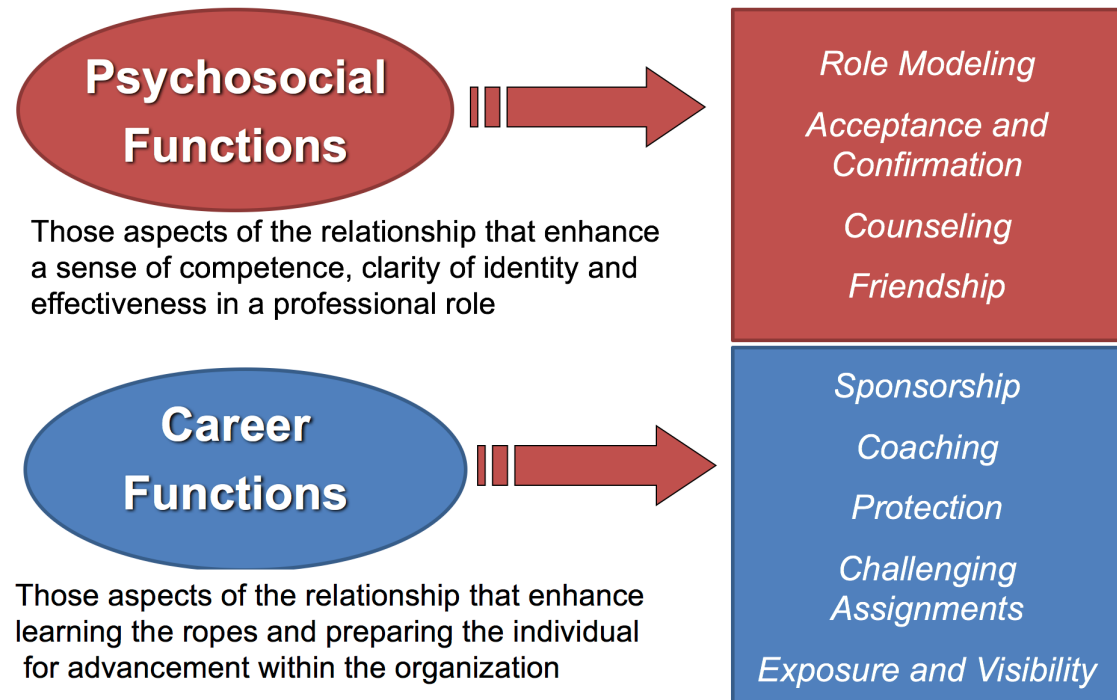 Psychosocial
Functions
Those aspects of the relationship that enhance
a sense of competence, clarity of identity and
effectiveness in a professional role
Role Modeling
Acceptance and
Confirmation
Counseling
Friendship
Career
Functions
Those aspects of the relationship that enhance
learning the ropes and preparing the individual
for advancement within the organization
Sponsorship
Coaching
Protection
Challenging
Assignments
Exposure and Visibility